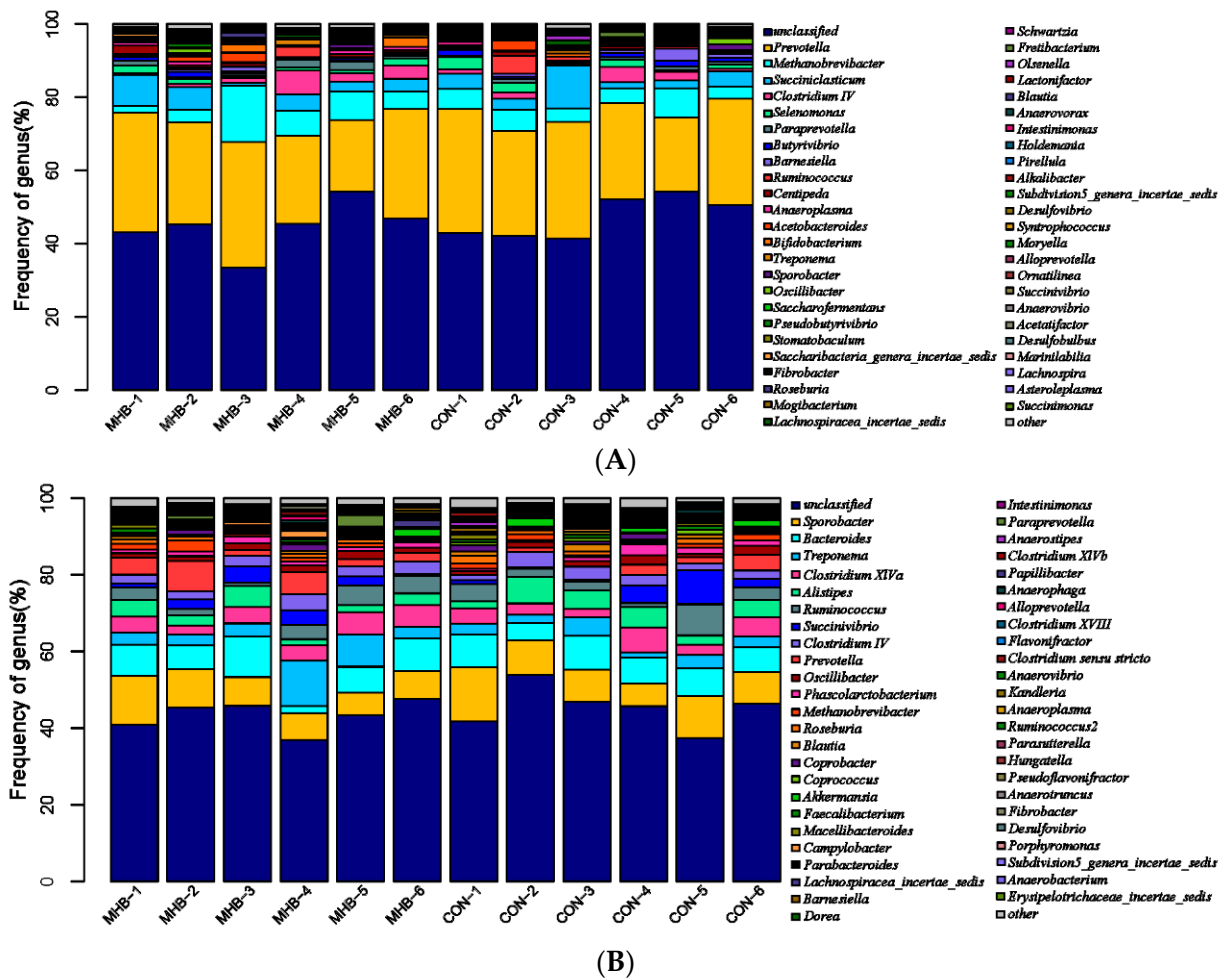 Frequency of genus(%)
100
80
60
40
20
0
MHB-1
MHB-2
MHB-3
MHB-4
MHB-5
MHB-6
CON-1
CON-2
CON-3
CON-4
CON-5
CON-6
unclassified
Prevotella
Methanobrevibacter
Succiniclasticum
Clostridium IV
Selenomonas
Paraprevotella
Butyrivibrio
Barnesiella
Ruminococcus
Centipeda
Anaeroplasma
Acetobacteroides
Bifidobacterium
Treponema
Sporobacter
Oscillibacter
Saccharofermentans
Pseudobutyrivibrio
Stomatobaculum
Saccharibacteria_genera_incertae_sedis
Fibrobacter
Roseburia
Mogibacterium
Lachnospiracea_incertae_sedis
Schwartzia
Fretibacterium
Olsenella
Lactonifactor
Blautia
Anaerovorax
Intestinimonas
Holdemania
Pirellula
Alkalibacter
Subdivision5_genera_incertiae_sedis
Desulfovibrio
Syntrophococcus
Moryella
Alloprevotella
Ornatilinea
Succinivibrio
Anaerovibrio
Acetatifactor
Desulfobulbus
Marinilabilia
Lachnospira
Asteroleplasma
Succinimonas
other
(A)
Frequency of genus(%)
100
80
60
40
20
0
MHB-1
MHB-2
MHB-3
MHB-4
MHB-5
MHB-6
CON-1
CON-2
CON-3
CON-4
CON-5
CON-6
unclassified
Sporobacter
Bacteroides
Treponema
Clostridium XIVa
Alistipes
Ruminococcus
Succinivibrio
Clostridium IV
Prevotella
Oscillibacter
Phascolarctobacterium
Methanobrevibacter
Roseburia
Blautia
Coprobacter
Coprococcus
Akkermansia
Faecalibacterium
Macellibacteroides
Campylobacter
Parabacteroides
Lachnospiracea_incertiae_sedis
Barnesiella
Dorea
Intestinimonas
Paraprevotella
Anaerostipes
Clostridium XIVb
Papillibacter
Anaerophaga
Alloprevotella
Clostridium XVIII
Flavonifractor
Clostridium sensu stricto
Anaerovibrio
Kandleria
Anaeroplasma
Ruminococcus2
Parasutterella
Hungatella
Pseudoflavonifractor
Anaerotruncus
Fibrobacter
Desulfovibrio
Porphyromonas
Subdivision5_genera_incertiae_sedis
Anaerobacterium
Erysipelotrichaceae_incertiae_sedis
other
(B)